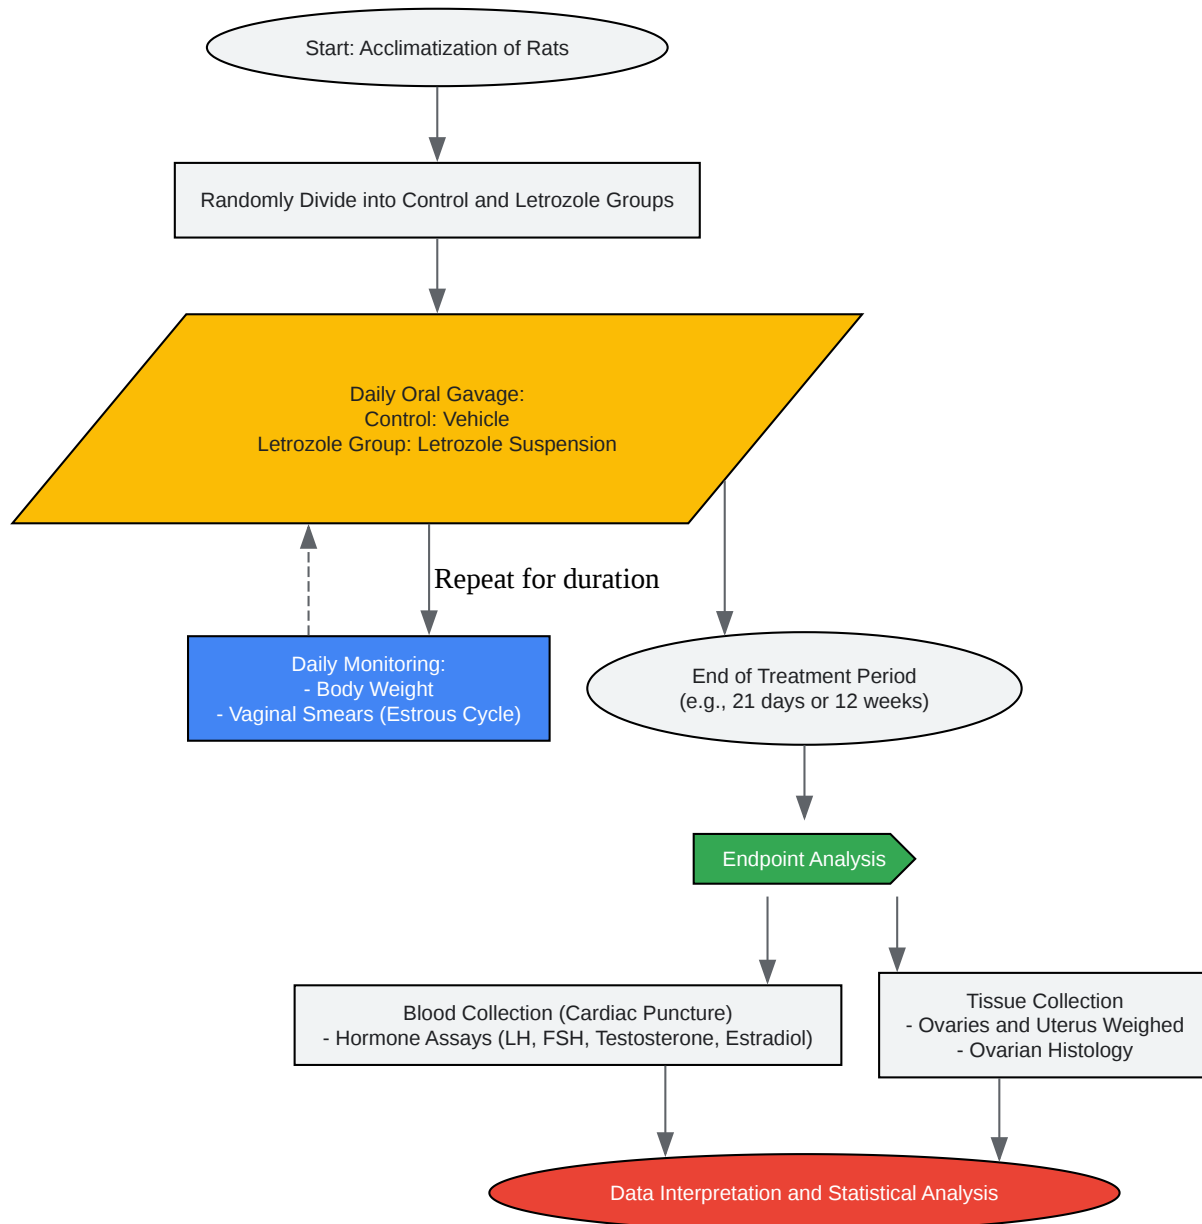 Start: Acclimatization of Rats
Randomly Divide into Control and Letrozole Groups
Daily Oral Gavage:
Control: Vehicle
Letrozole Group: Letrozole Suspension
Repeat for duration
Daily Monitoring:
- Body Weight
- Vaginal Smears (Estrous Cycle)
End of Treatment Period
(e.g., 21 days or 12 weeks)
Endpoint Analysis
Blood Collection (Cardiac Puncture)
- Hormone Assays (LH, FSH, Testosterone, Estradiol)
Tissue Collection
- Ovaries and Uterus Weighed
- Ovarian Histology
Data Interpretation and Statistical Analysis